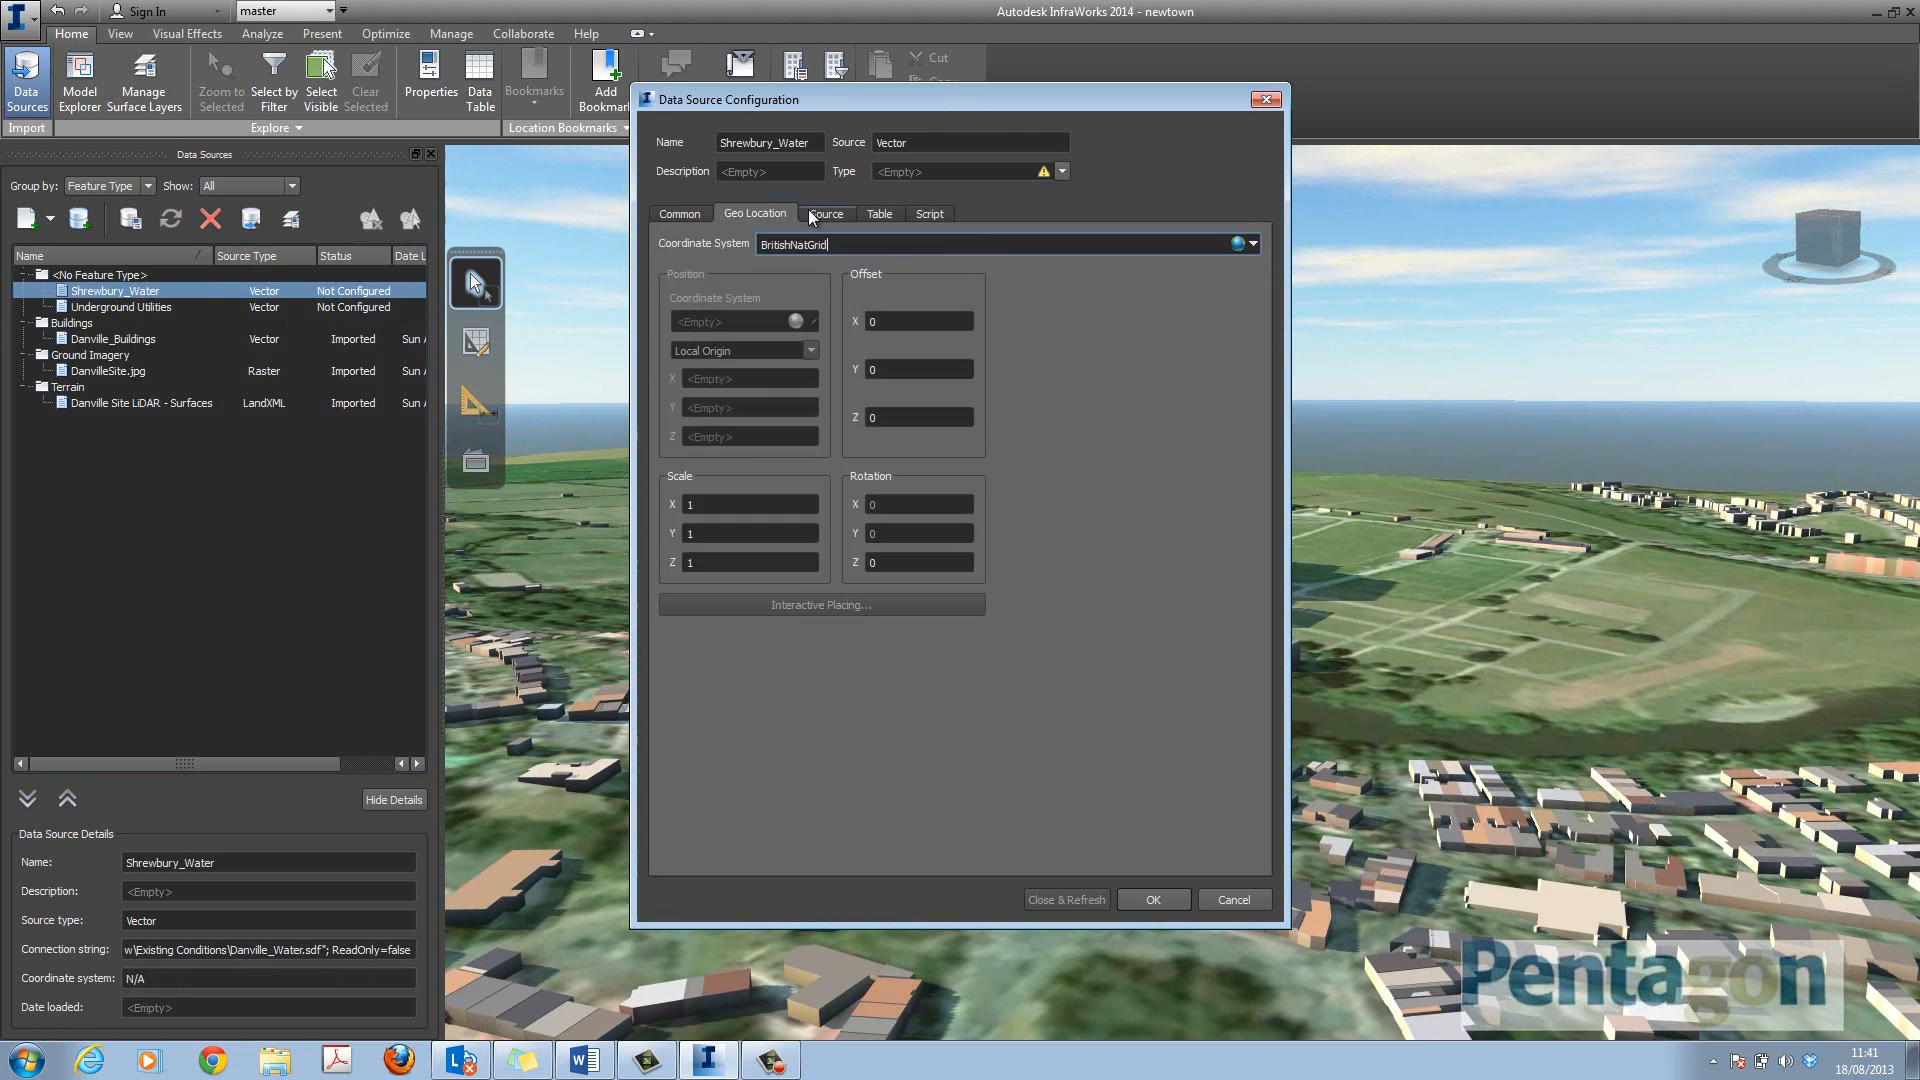 Sign In
master
Autodesk InfraWorks 2014 - newtown
Home View Visual Effects Analyze Present Optimize Manage Collaborate Help
Data Sources
Model Explorer
Manage Surface Layers
Zoom to Selected
Select by Filter
Select Visible
Clear Selected
Properties
Data Table
Bookmarks
Add Bookmark
Cut
Import
Explore
Location Bookmarks
Data Sources
Group by: Feature Type Show: All
Name Source Type Status Date L
<No Feature Type>
Shrewbury_Water Vector Not Configured
Underground Utilities Vector Not Configured
Buildings
Danville_Buildings Vector Imported Sun
Ground Imagery
DanvilleSite.jpg Raster Imported Sun
Terrain
Danville Site LiDAR - Surfaces LandXML Imported Sun
Hide Details
Data Source Details
Name: Shrewbury_Water
Description: <Empty>
Source type: Vector
Connection string: w\Existing Conditions\Danville_Water.sdf"; ReadOnly=false
Coordinate system: N/A
Date loaded: <Empty>
Data Source Configuration
Name Shrewbury_Water Source Vector
Description <Empty> Type <Empty>
Common Geo Location Source Table Script
Coordinate System BritishNatGrid
Position
Coordinate System
<Empty>
Local Origin
X <Empty>
Y <Empty>
Z <Empty>
Offset
X 0
Y 0
Z 0
Scale
X 1
Y 1
Z 1
Rotation
X 0
Y 0
Z 0
Interactive Placing...
Close & Refresh OK Cancel
Pentagon
11:41
18/08/2013